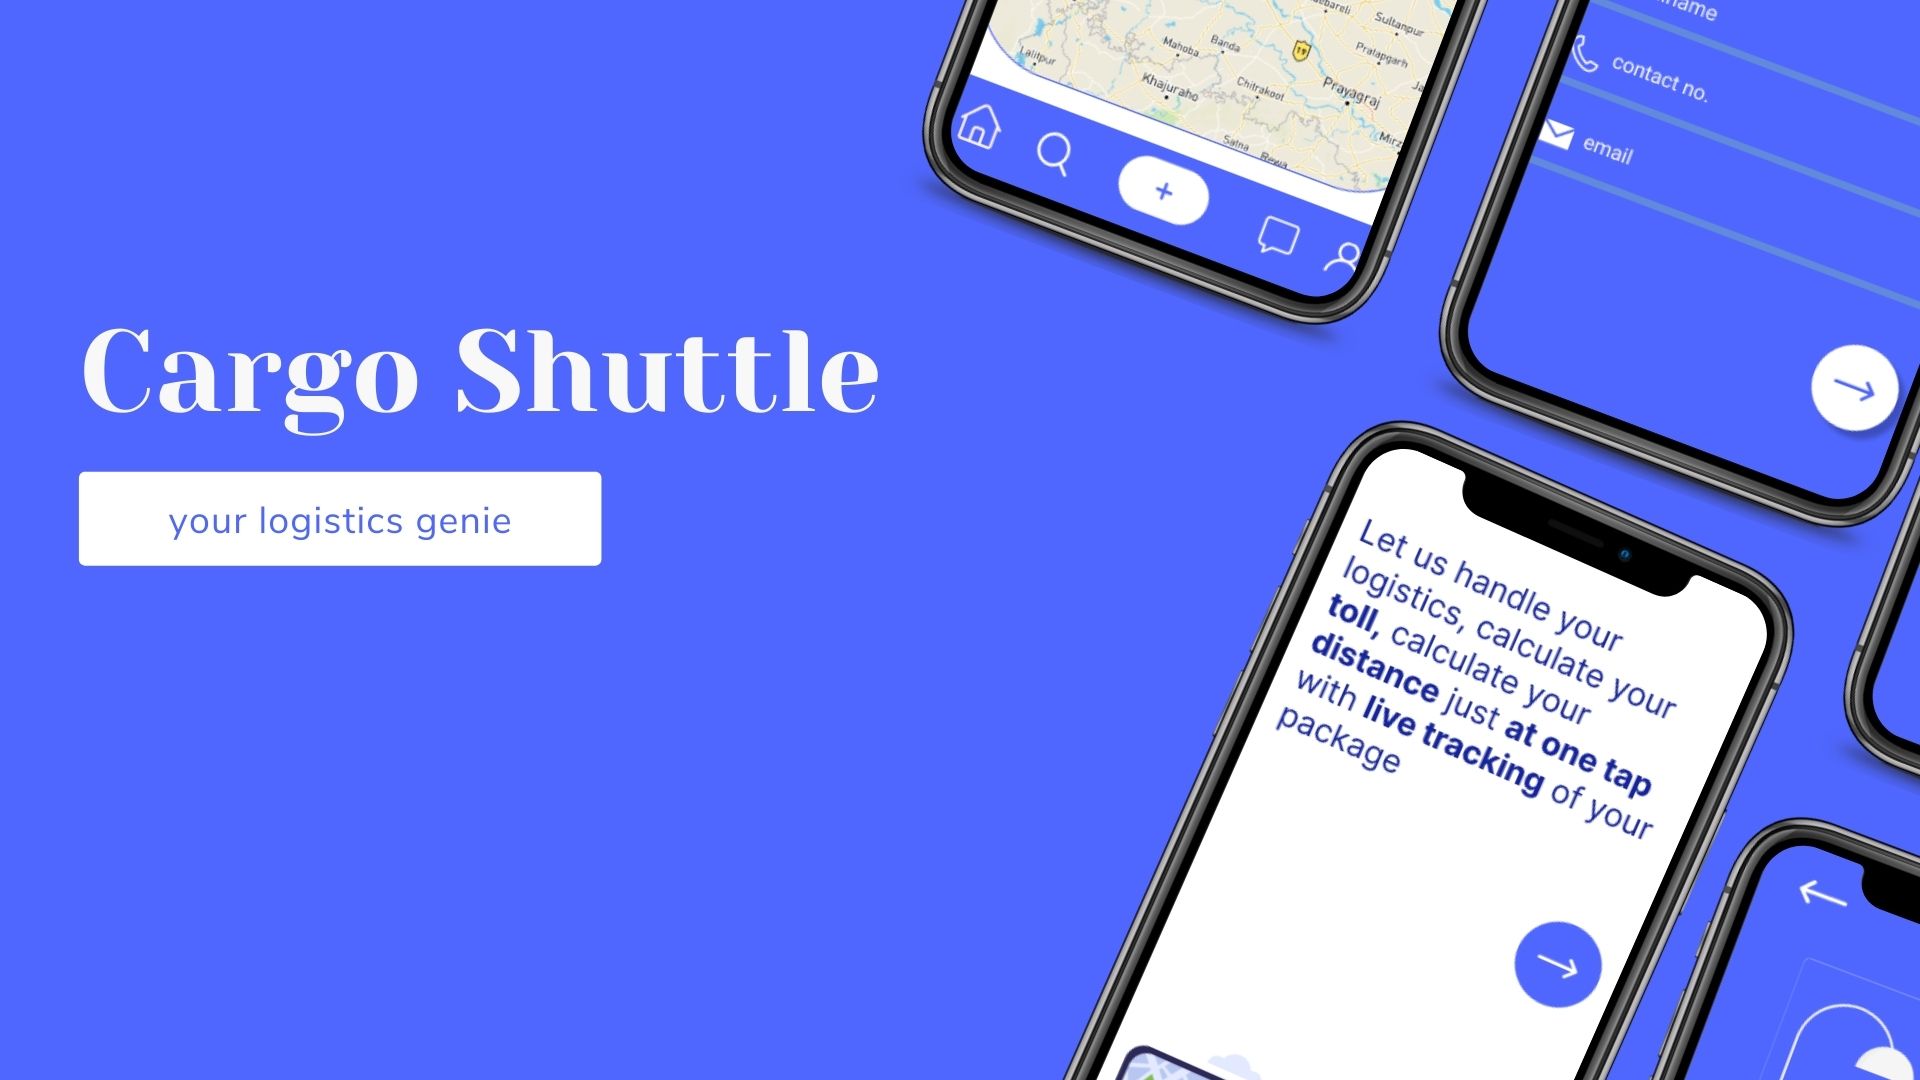 Cargo Shuttle
your logistics genie
Lalitpur
Mahoba
Banda
Khajuraho
Chitrakoot
Sultanpur
Pratapgarh
19
Prayagraj
Satna
Rewa
+
contact no.
email
Let us handle your
logistics, calculate your
toll, calculate your
distance just at one tap
with live tracking of your
package